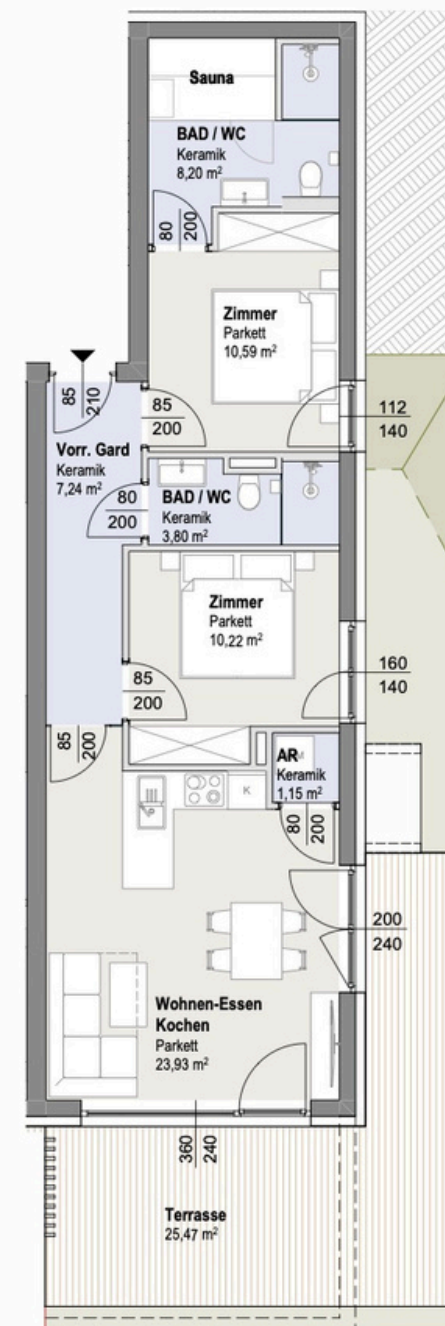 Sauna
BAD / WC
Keramik
8,20 m²
80
200
Zimmer
Parkett
10,59 m²
85
210
85
200
112
140
Vorr. Gard
Keramik
7,24 m²
80
200
BAD / WC
Keramik
3,80 m²
Zimmer
Parkett
10,22 m²
85
200
160
140
85
200
K
AR
Keramik
1,15 m²
80
200
200
240
Wohnen-Essen
Kochen
Parkett
23,93 m²
360
240
Terrasse
25,47 m²